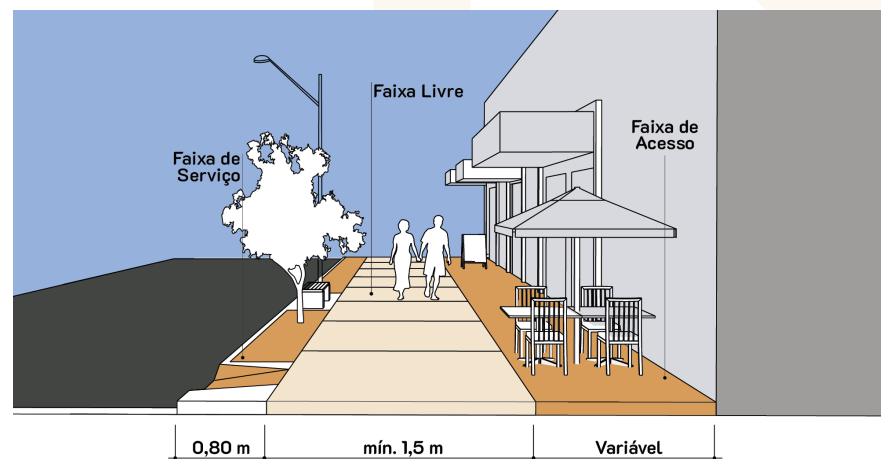 Faixa Livre
Faixa de
Serviço
Faixa de
Acesso
0,80 m
mín. 1,5 m
Variável